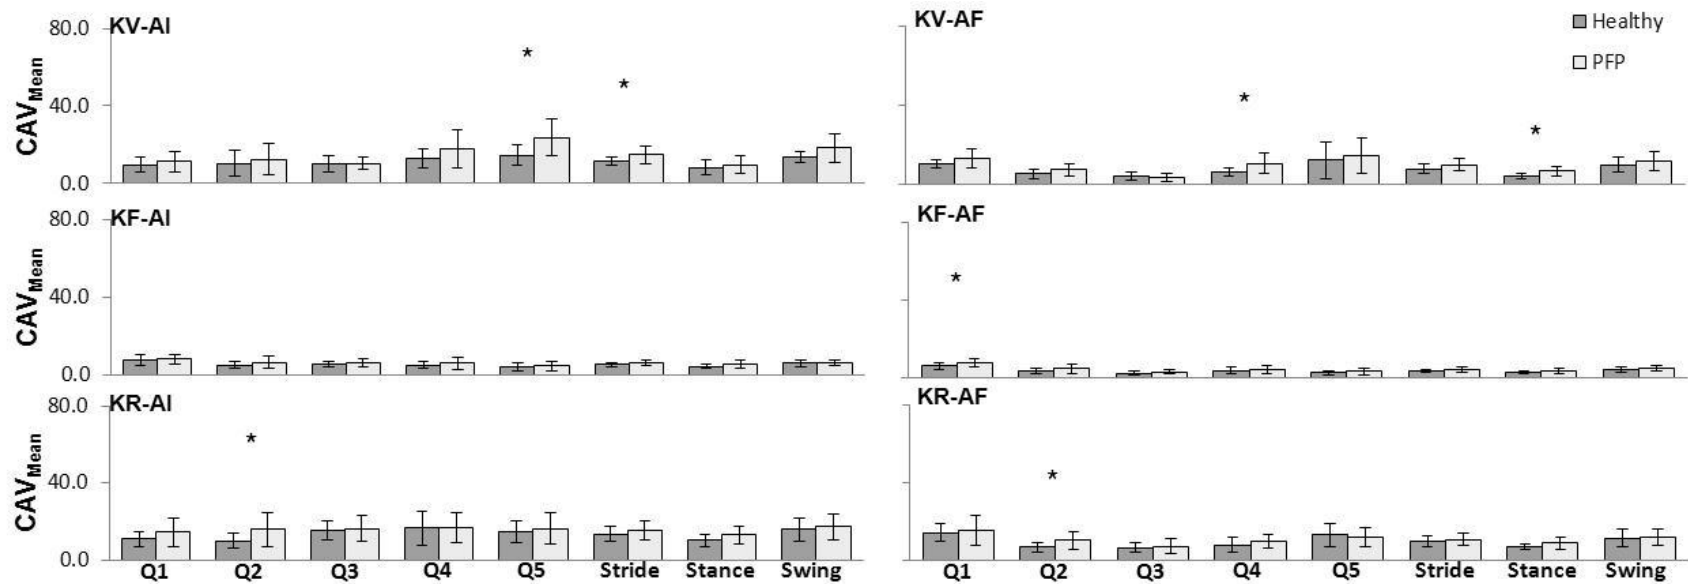 KV-AI
KV-AF
Healthy
PFP
80.0
40.0
0.0
CAVMean
*
*
*
*
KF-AI
KF-AF
80.0
40.0
0.0
CAVMean
*
KR-AI
KR-AF
80.0
40.0
0.0
CAVMean
*
*
Q1 Q2 Q3 Q4 Q5 Stride Stance Swing
Q1 Q2 Q3 Q4 Q5 Stride Stance Swing